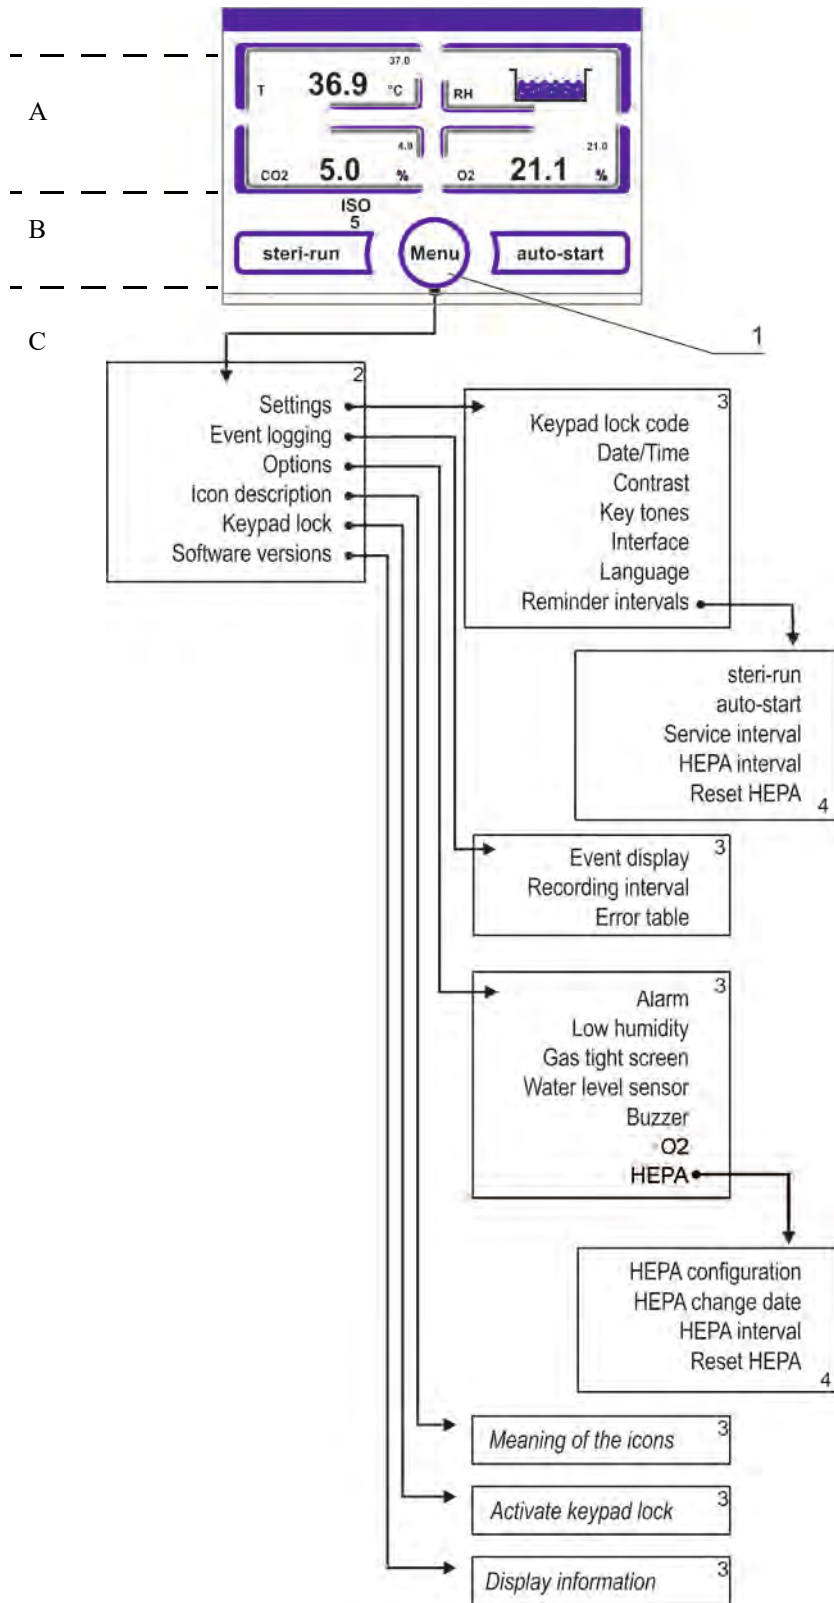 A
B
C
37.0
T 36.9 °C
RH
4.9
CO2 5.0 %
21.0
O2 21.1 %
ISO
5
steri-run
Menu
auto-start
1
2
Settings
Event logging
Options
Icon description
Keypad lock
Software versions
3
Keypad lock code
Date/Time
Contrast
Key tones
Interface
Language
Reminder intervals
steri-run
auto-start
Service interval
HEPA interval
Reset HEPA
4
3
Event display
Recording interval
Error table
3
Alarm
Low humidity
Gas tight screen
Water level sensor
Buzzer
O2
HEPA
HEPA configuration
HEPA change date
HEPA interval
Reset HEPA
4
Meaning of the icons 3
Activate keypad lock 3
Display information 3